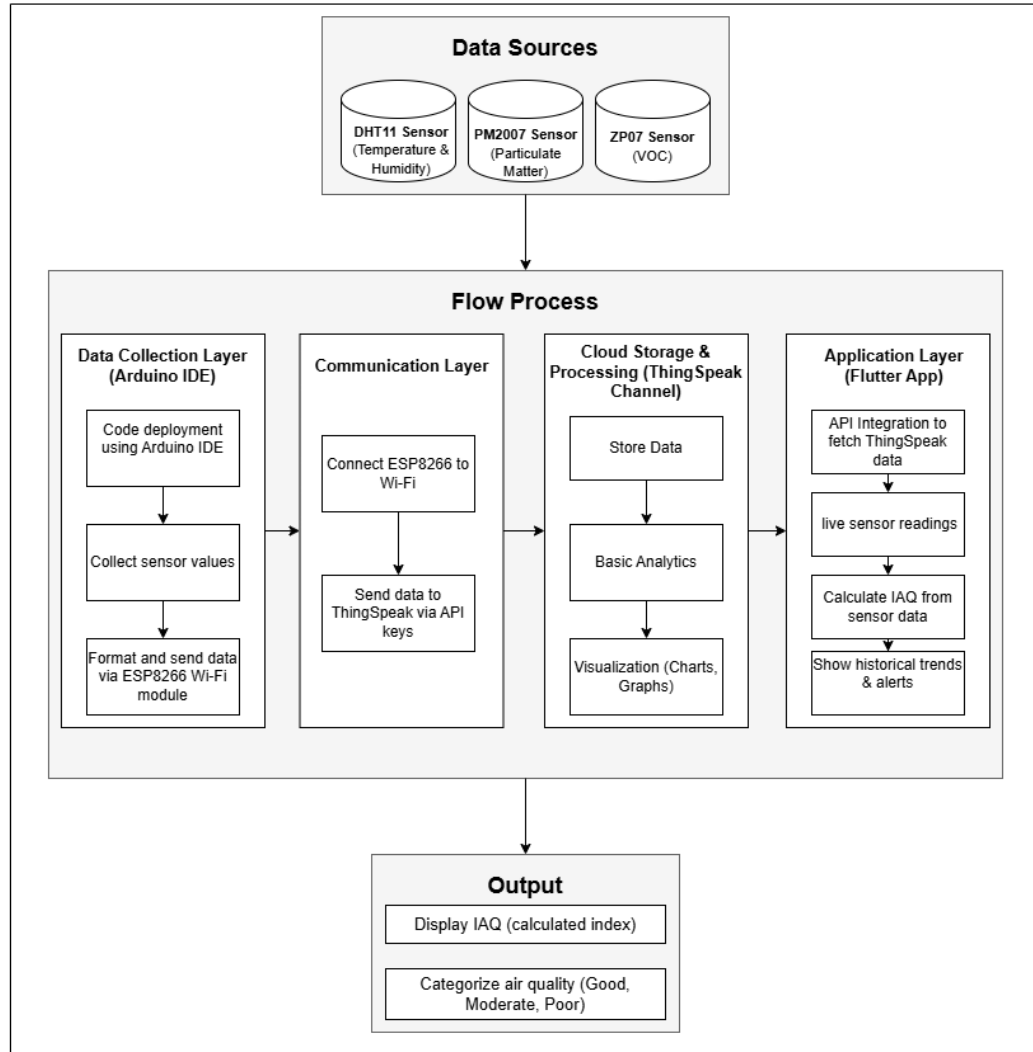 Data Sources
DHT11 Sensor
(Temperature &
Humidity)
PM2007 Sensor
(Particulate
Matter)
ZP07 Sensor
(VOC)
Flow Process
Data Collection Layer
(Arduino IDE)
Code deployment
using Arduino IDE
Collect sensor values
Format and send data
via ESP8266 Wi-Fi
module
Communication Layer
Connect ESP8266 to
Wi-Fi
Send data to
ThingSpeak via API
keys
Cloud Storage &
Processing (ThingSpeak
Channel)
Store Data
Basic Analytics
Visualization (Charts,
Graphs)
Application Layer
(Flutter App)
API Integration to
fetch ThingSpeak
data
live sensor readings
Calculate IAQ from
sensor data
Show historical trends
& alerts
Output
Display IAQ (calculated index)
Categorize air quality (Good,
Moderate, Poor)